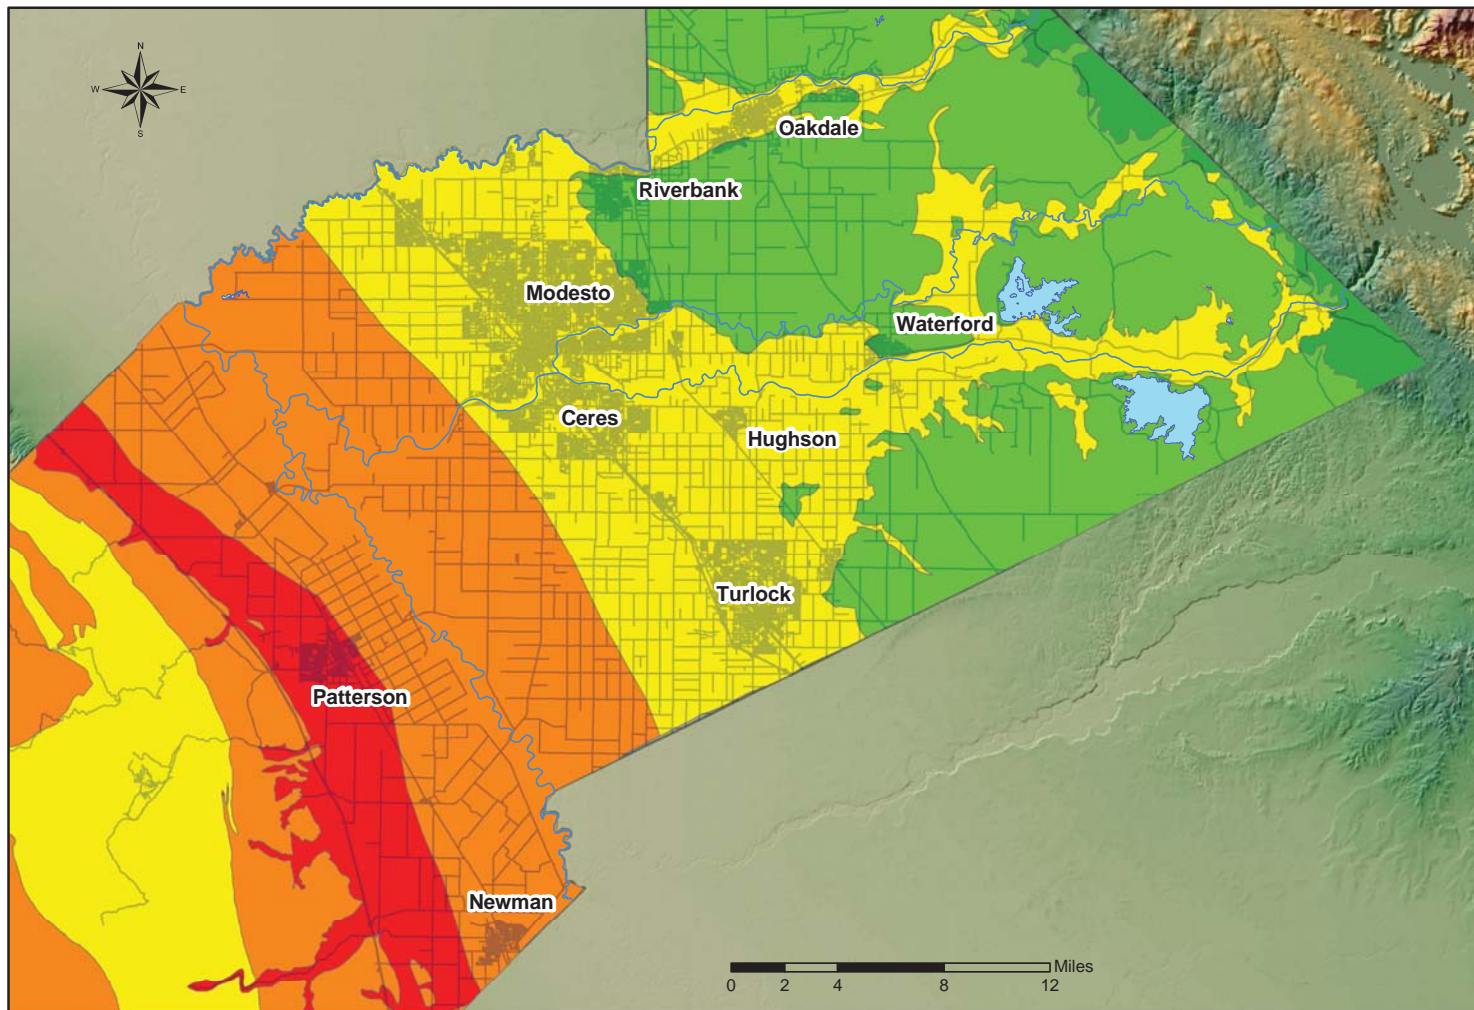 N
W E
S
Oakdale
Riverbank
Modesto
Waterford
Ceres
Hughson
Turlock
Patterson
Newman
Miles
0 2 4 8 12